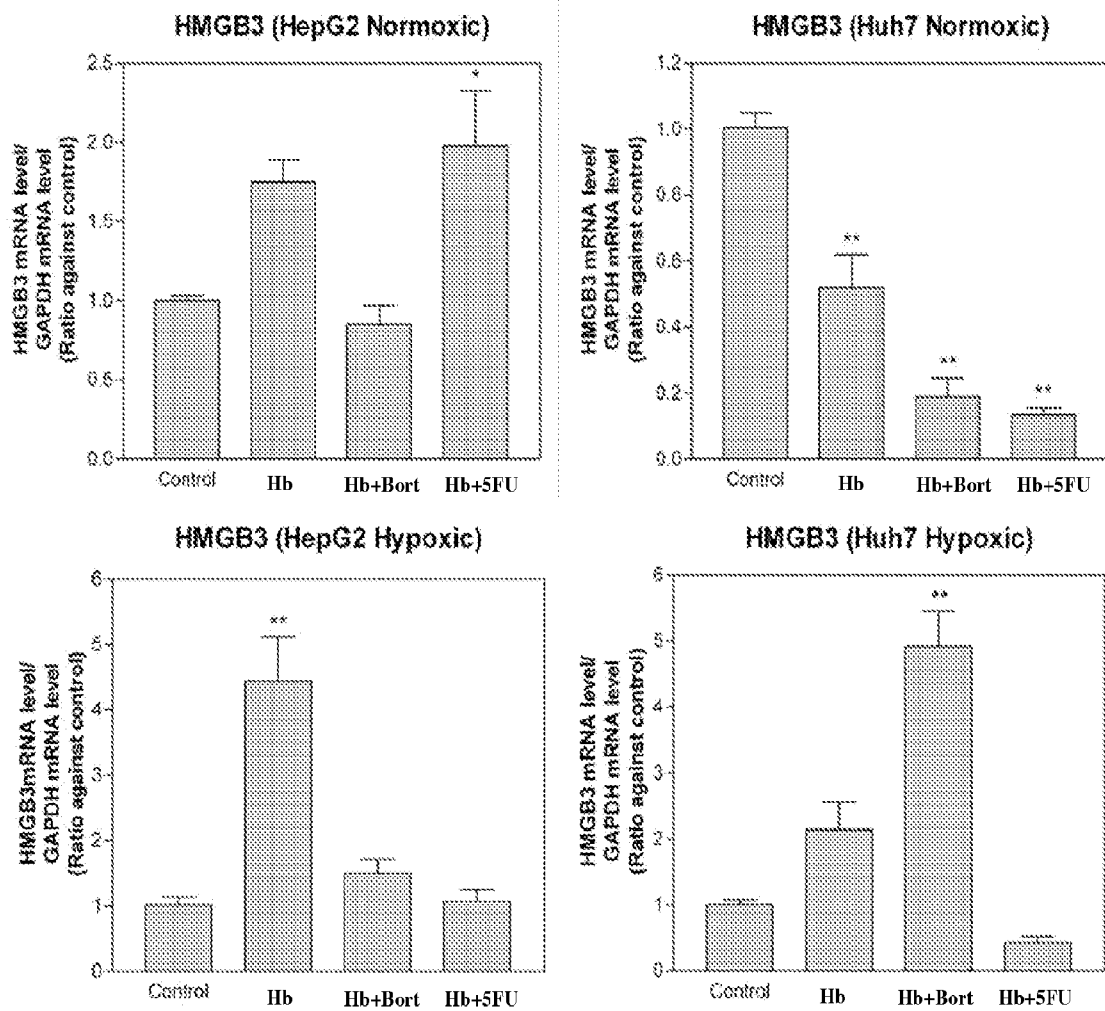 HMGB3 (HepG2 Normoxic)
HMGB3 mRNA level/
GAPDH mRNA level
(Ratio against control)
2.5
2.0
1.5
1.0
0.5
0.0
*
Control
Hb
Hb+Bort
Hb+5FU
HMGB3 (Huh7 Normoxic)
HMGB3 mRNA level/
GAPDH mRNA level
(Ratio against control)
1.2
1.0
0.8
0.6
0.4
0.2
0.0
**
**
**
Control
Hb
Hb+Bort
Hb+5FU
HMGB3 (HepG2 Hypoxic)
HMGB3mRNA level/
GAPDH mRNA level
(Ratio against control)
6
5
4
3
2
1
0
**
Control
Hb
Hb+Bort
Hb+5FU
HMGB3 (Huh7 Hypoxic)
HMGB3 mRNA level/
GAPDH mRNA level
(Ratio against control)
6
5
4
3
2
1
0
**
Control
Hb
Hb+Bort
Hb+5FU